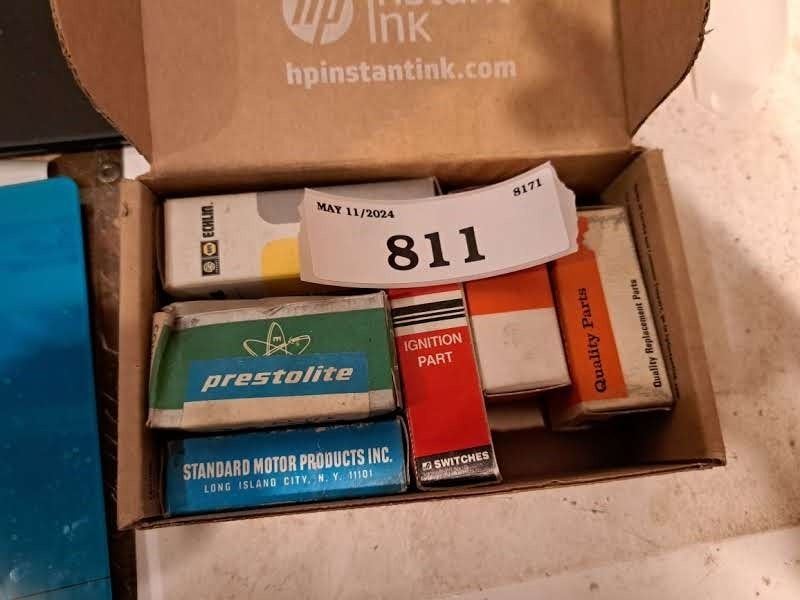 hp
Ink
hpinstantink.com
MAY 11/2024
8171
811
ECHLIN.
prestolite
STANDARD MOTOR PRODUCTS INC.
LONG ISLAND CITY, N. Y. 11101
IGNITION
PART
SWITCHES
Quality Parts
Quality Replacement Parts